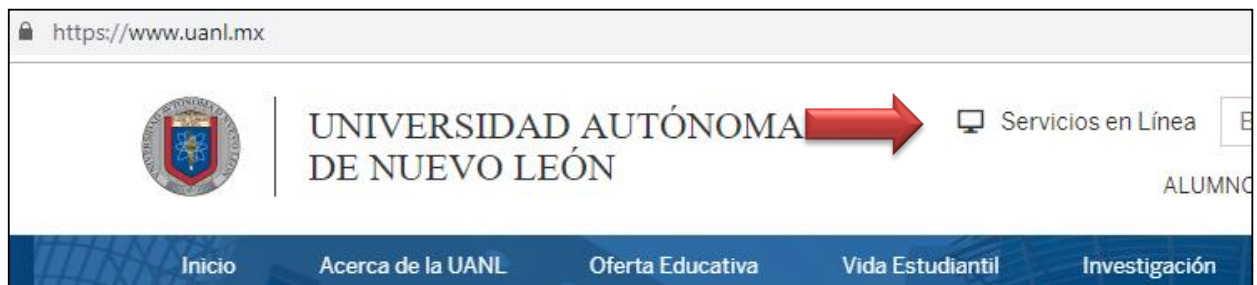 https://www.uanl.mx
UNIVERSIDAD AUTÓNOMA
DE NUEVO LEÓN
Servicios en Línea
ALUMNO
Inicio Acerca de la UANL Oferta Educativa Vida Estudiantil Investigación